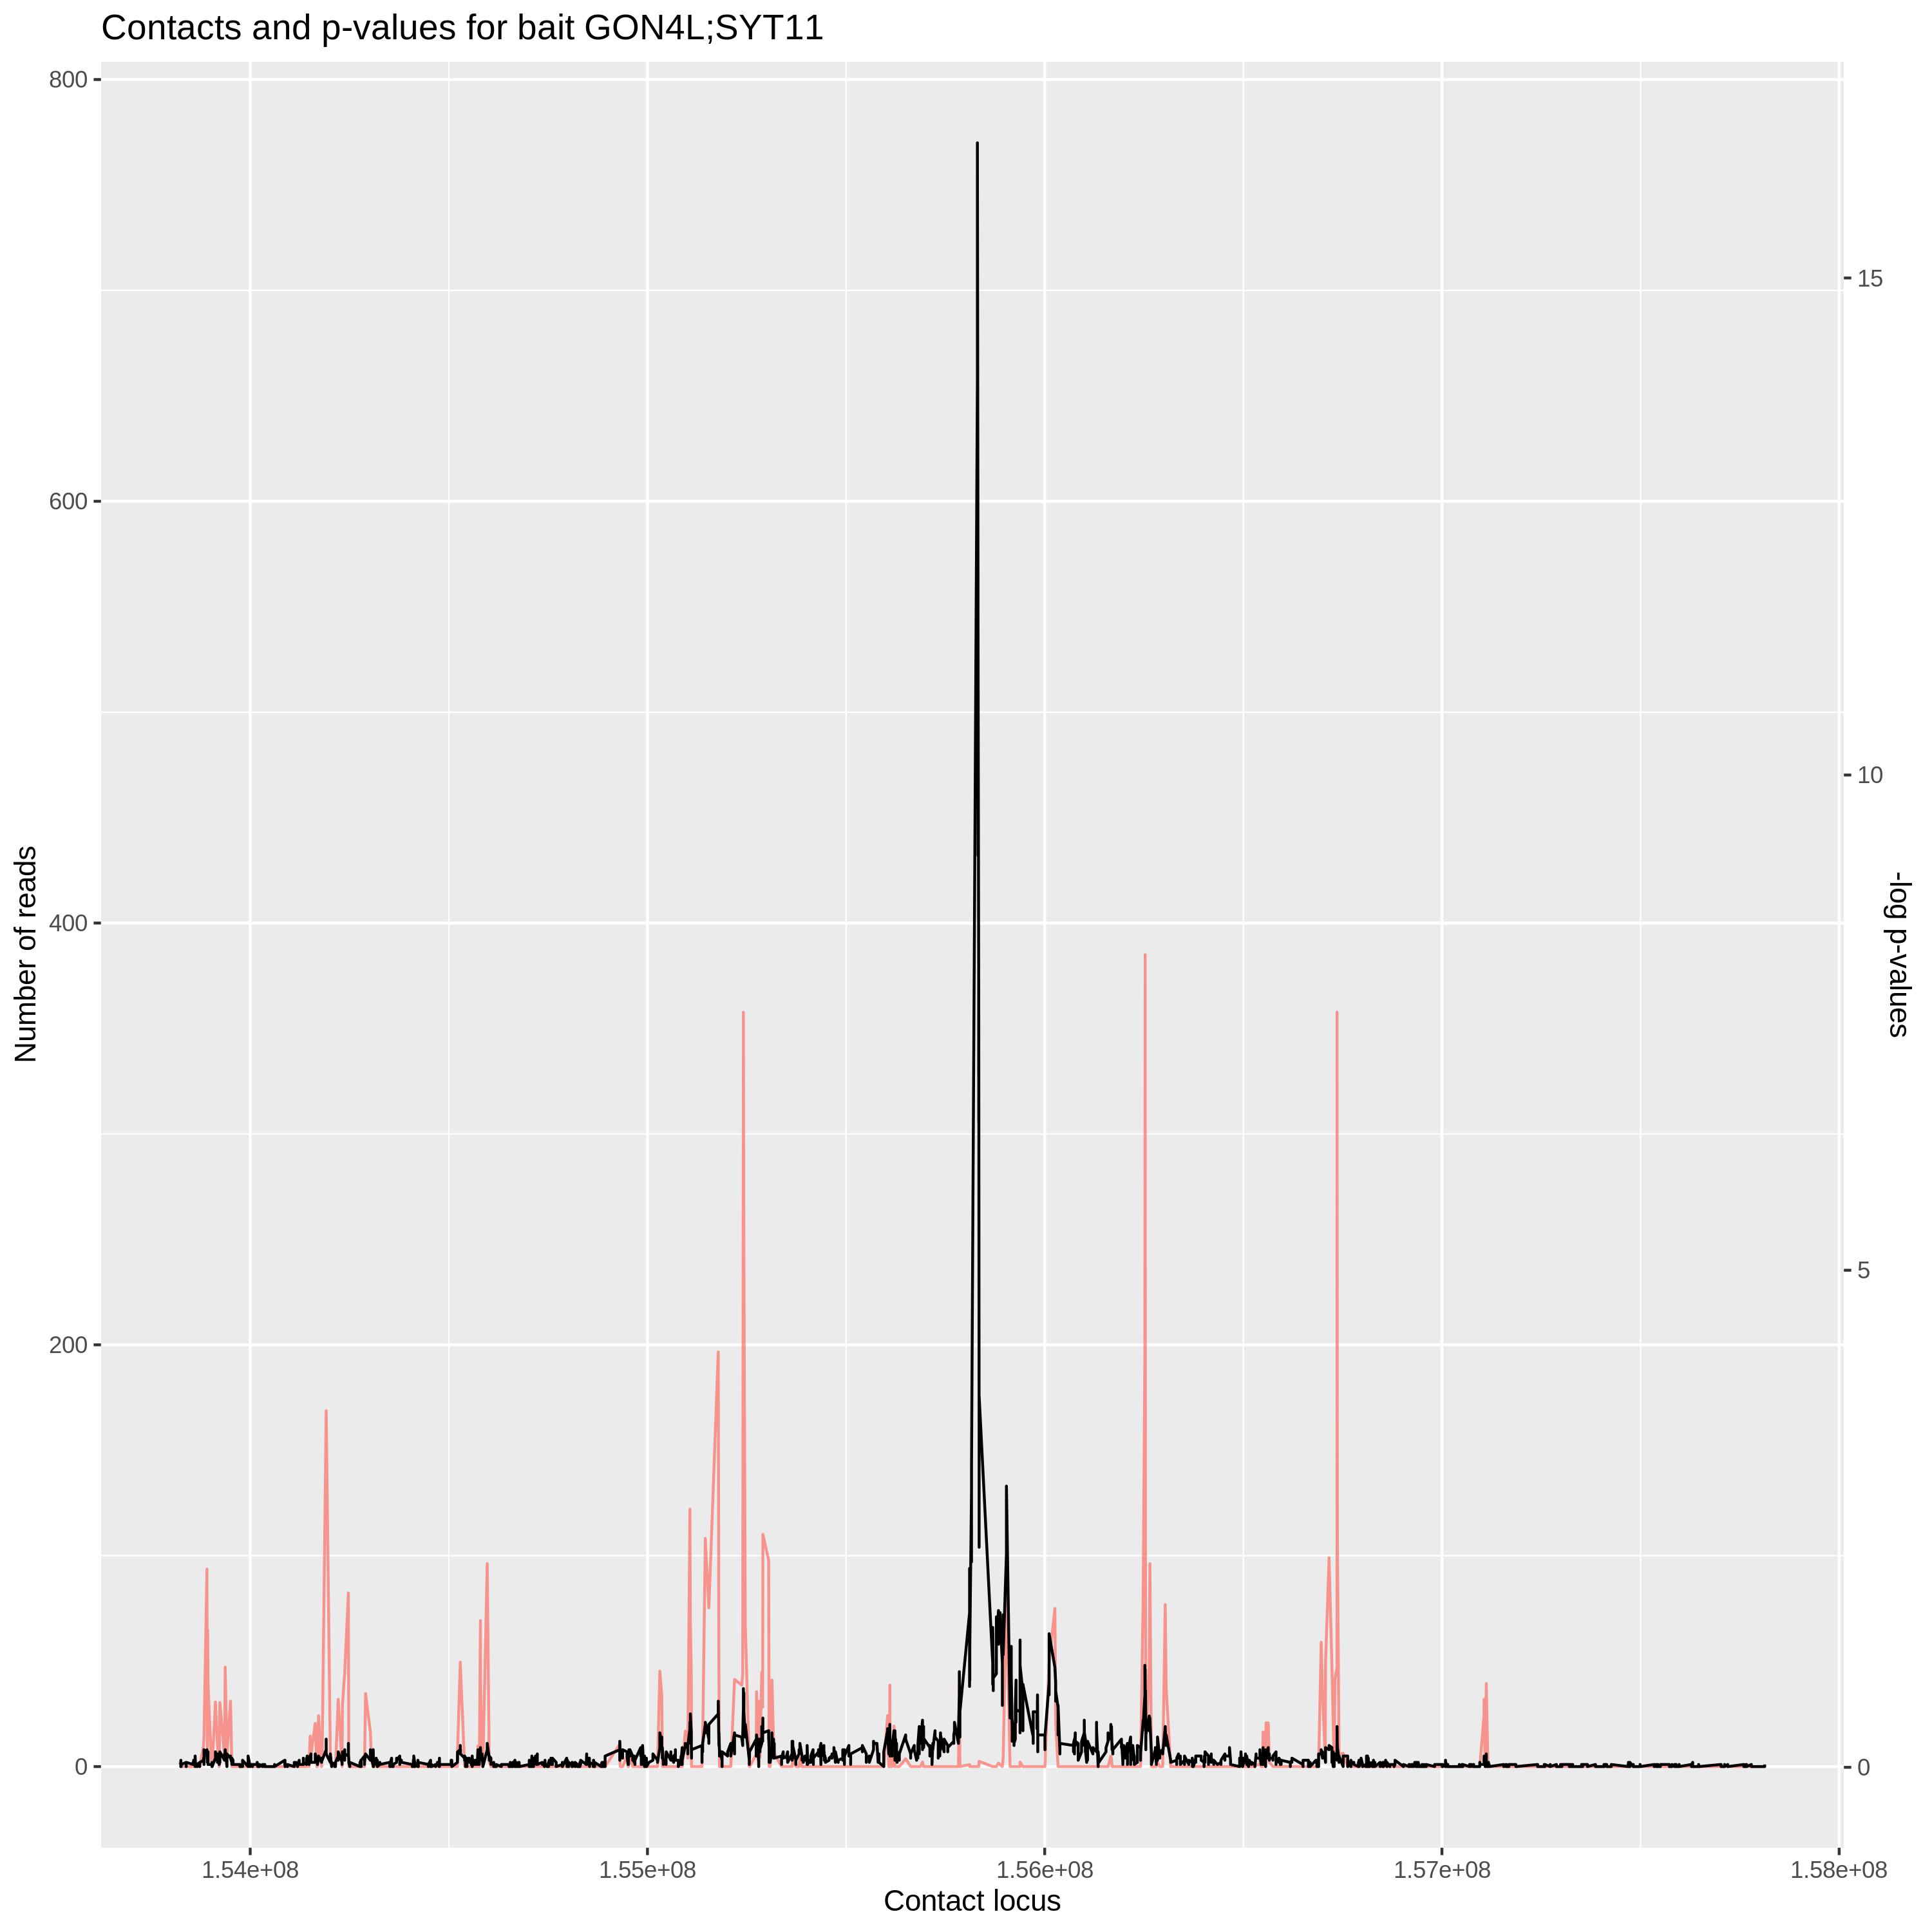 Contacts and p-values for bait GON4L;SYT11
800
600
400
200
0
Number of reads
15
10
5
0
-log p-values
1.54e+08 1.55e+08 1.56e+08 1.57e+08 1.58e+08
Contact locus